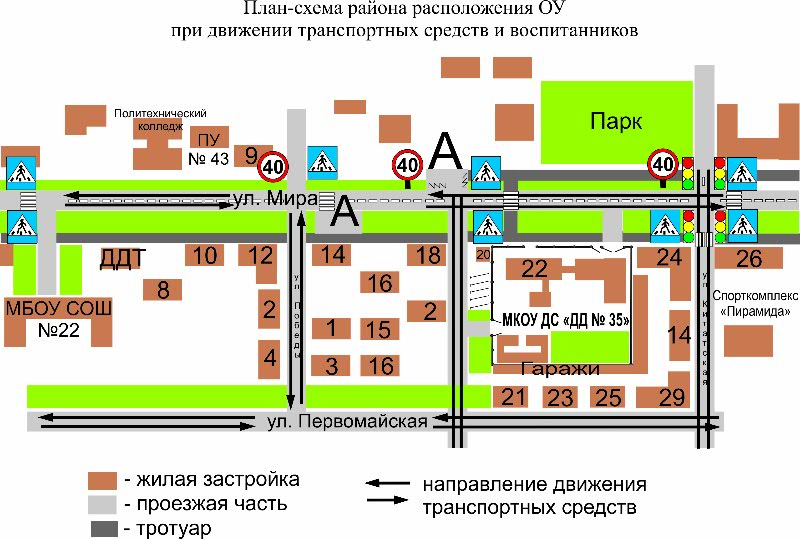 План-схема района расположения ОУ
при движении транспортных средств и воспитанников
Политехнический
колледж
ПУ
№ 43
9
40
40
А
Парк
40
ул. Мира
А
ДДТ
10
12
14
18
20
22
24
26
8
16
МБОУ СОШ
№22
2
ул. Победы
2
1
15
МКОУ ДС «ДД № 35»
14
Спорткомплекс
«Пирамида»
4
3
16
Гаражи
21
23
25
29
ул. Первомайская
- жилая застройка
- проезжая часть
- тротуар
направление движения
транспортных средств